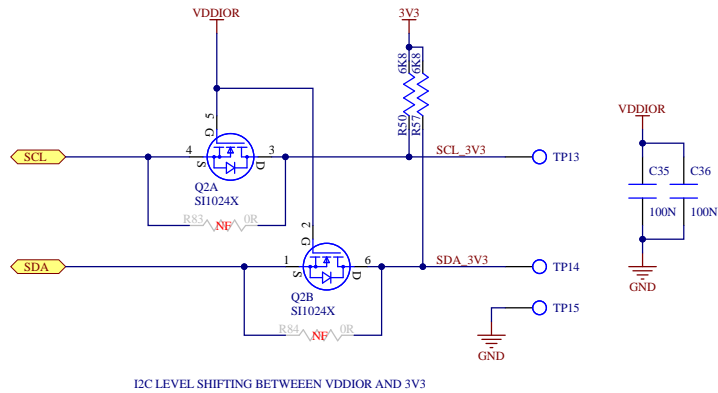 VDDIOR
3V3
6K8
6K8
R50
R57
5
G
SCL
4
S
3
D
SCL_3V3
TP13
Q2A
SI1024X
R83
NF
0R
2
G
SDA
1
S
6
D
SDA_3V3
TP14
Q2B
SI1024X
R84
NF
0R
TP15
GND
VDDIOR
C35
C36
100N
100N
GND
I2C LEVEL SHIFTING BETWEEEN VDDIOR AND 3V3